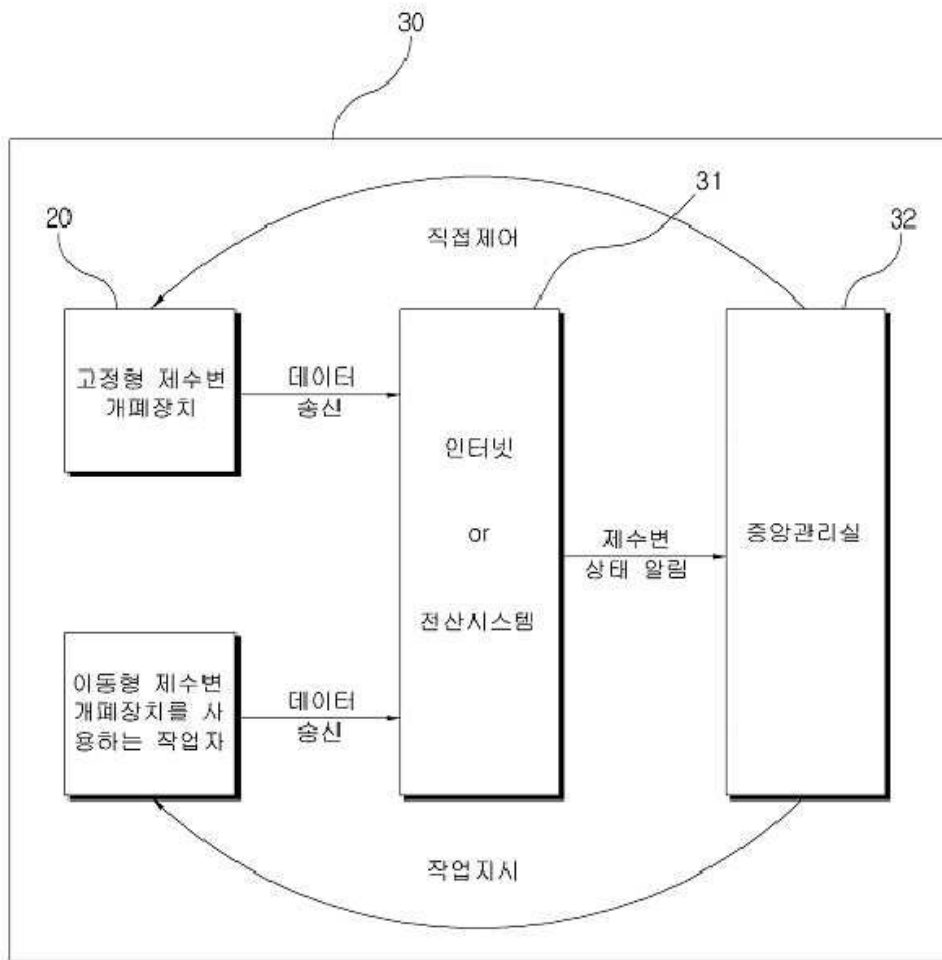 30
31
20
32
직접제어
고정형 제수변
개폐장치
데이터
송신
인터넷
or
전산시스템
제수변
상태 알림
중앙관리실
이동형 제수변
개폐장치를 사
용하는 작업자
데이터
송신
작업지시